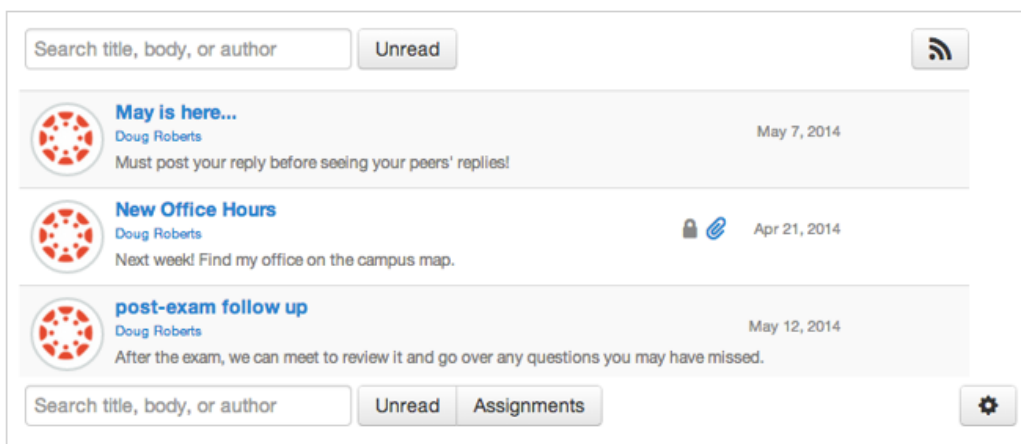 Search title, body, or author Unread
May is here...
Doug Roberts May 7, 2014
Must post your reply before seeing your peers' replies!
New Office Hours
Doug Roberts Apr 21, 2014
Next week! Find my office on the campus map.
post-exam follow up
Doug Roberts May 12, 2014
After the exam, we can meet to review it and go over any questions you may have missed.
Search title, body, or author Unread Assignments